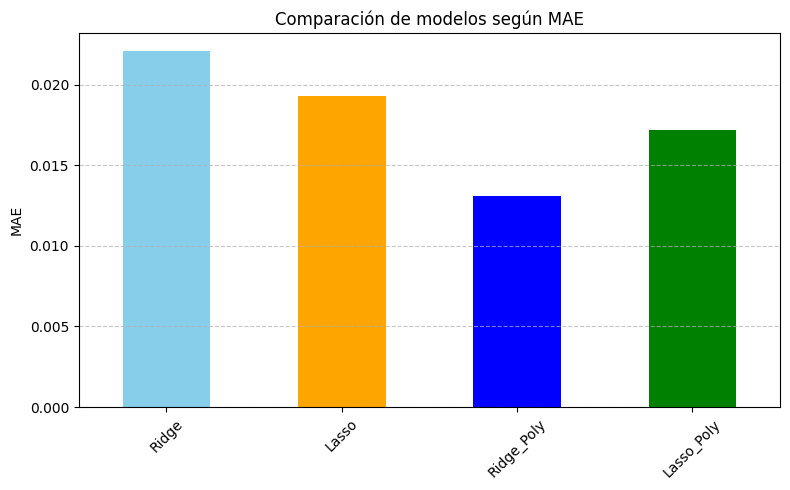 Comparación de modelos según MAE
MAE
0.020
0.015
0.010
0.005
0.000
Ridge
Lasso
Ridge_Poly
Lasso_Poly